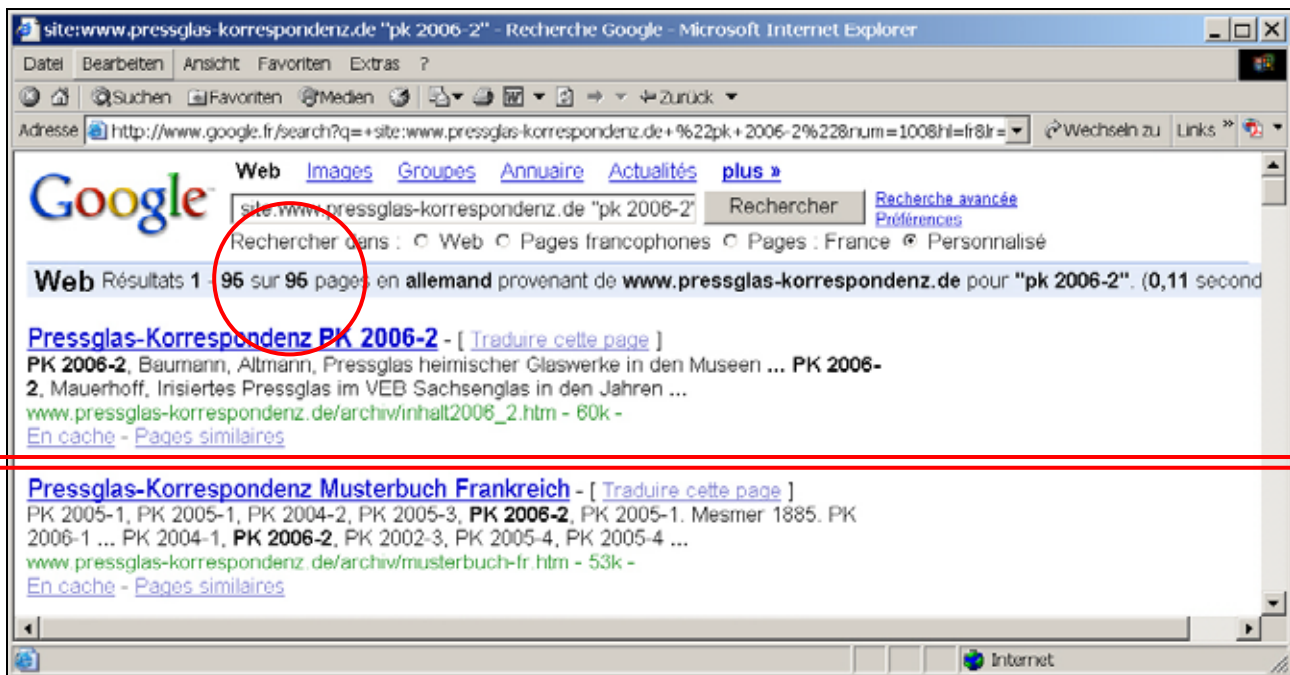 site:www.pressglas-korrespondenz.de "pk 2006-2" - Recherche Google - Microsoft Internet Explorer
Datei Bearbeiten Ansicht Favoriten Extras ?
Suchen Favoriten Medien Zurück
Adresse http://www.google.fr/search?q=+site:www.pressglas-korrespondenz.de+%22pk+2006-2%22&num=100&hl=fr&lr= Wechseln zu Links »
Web Images Groupes Annuaire Actualités plus »
Google site:www.pressglas-korrespondenz.de "pk 2006-2" Rechercher Recherche avancée
Préférences
Rechercher dans : Web Pages francophones Pages : France Personnalisé
Web Résultats 1 - 95 sur 95 pages en allemand provenant de www.pressglas-korrespondenz.de pour "pk 2006-2". (0,11 second
Pressglas-Korrespondenz PK 2006-2 - [ Traduire cette page ]
PK 2006-2, Baumann, Altmann, Pressglas heimischer Glaswerke in den Museen ... PK 2006-
2, Mauerhoff, Irisiertes Pressglas im VEB Sachsenglas in den Jahren ...
www.pressglas-korrespondenz.de/archiv/inhalt2006_2.htm - 60k -
En cache - Pages similaires
Pressglas-Korrespondenz Musterbuch Frankreich - [ Traduire cette page ]
PK 2005-1, PK 2005-1, PK 2004-2, PK 2005-3, PK 2006-2, PK 2005-1. Mesmer 1885. PK
2006-1 ... PK 2004-1, PK 2006-2, PK 2002-3, PK 2005-4, PK 2005-4 ...
www.pressglas-korrespondenz.de/archiv/musterbuch-fr.htm - 53k -
En cache - Pages similaires
Internet